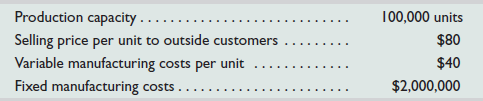 Production capacity . . . . . . . . . . . . . . . . . . . . . . . . . . . . . 100,000 units
Selling price per unit to outside customers . . . . . . . . . $80
Variable manufacturing costs per unit . . . . . . . . . . . . . $40
Fixed manufacturing costs . . . . . . . . . . . . . . . . . . . . . . . $2,000,000